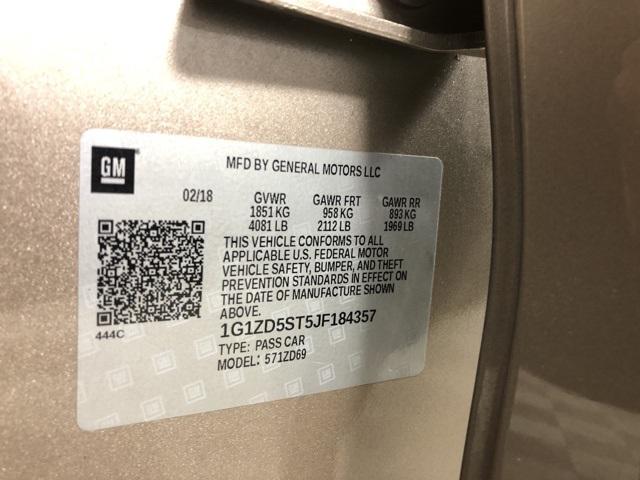 GM
MFD BY GENERAL MOTORS LLC
02/18 GVWR GAWR FRT GAWR RR
1851 KG 958 KG 893 KG
4081 LB 2112 LB 1969 LB
THIS VEHICLE CONFORMS TO ALL
APPLICABLE U.S. FEDERAL MOTOR
VEHICLE SAFETY, BUMPER, AND THEFT
PREVENTION STANDARDS IN EFFECT ON
THE DATE OF MANUFACTURE SHOWN
ABOVE.
444C
1G1ZD5ST5JF184357
TYPE: PASS CAR
MODEL: 571ZD69